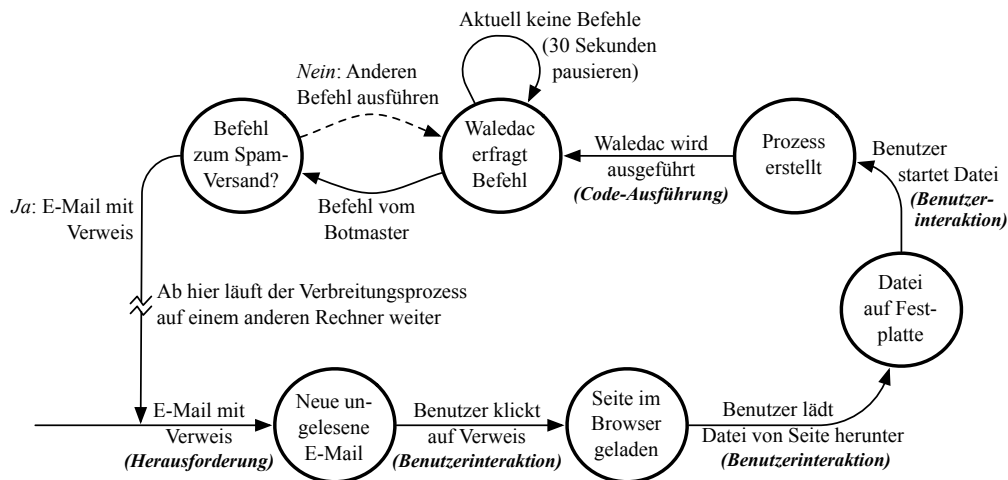 Aktuell keine Befehle
(30 Sekunden
pausieren)
Nein: Anderen
Befehl ausführen
Befehl
zum Spam-
Versand?
Waledac
erfragt
Befehl
Waledac wird
ausgeführt
(Code-Ausführung)
Prozess
erstellt
Benutzer
startet Datei
(Benutzer-
interaktion)
Befehl vom
Botmaster
Ja: E-Mail mit
Verweis
Datei
auf Fest-
platte
Ab hier läuft der Verbreitungsprozess
auf einem anderen Rechner weiter
E-Mail mit
Verweis
(Herausforderung)
Neue un-
gelesene
E-Mail
Benutzer klickt
auf Verweis
(Benutzerinteraktion)
Seite im
Browser
geladen
Benutzer lädt
Datei von Seite herunter
(Benutzerinteraktion)